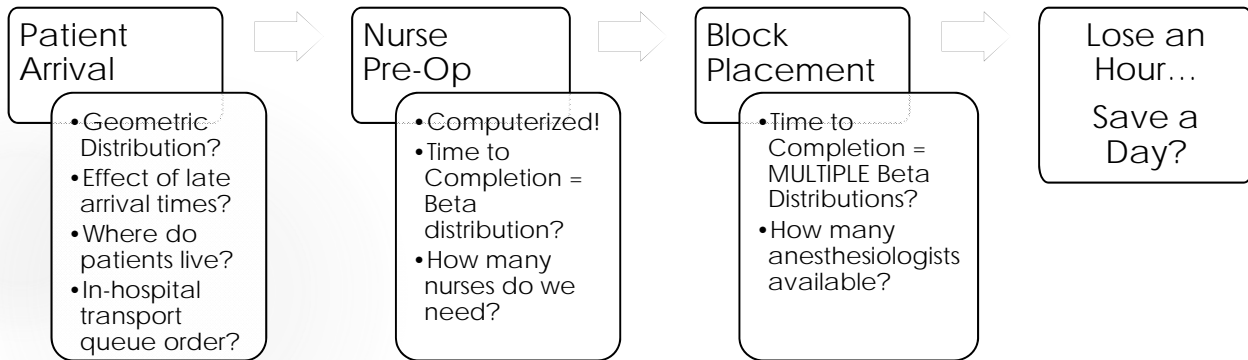 Patient
Arrival
•Geometric
Distribution?
•Effect of late
arrival times?
•Where do
patients live?
•In-hospital
transport
queue order?
Nurse
Pre-Op
•Computerized!
•Time to
Completion =
Beta
distribution?
•How many
nurses do we
need?
Block
Placement
•Time to
Completion =
MULTIPLE Beta
Distributions?
•How many
anesthesiologists
available?
Lose an
Hour…
Save a
Day?